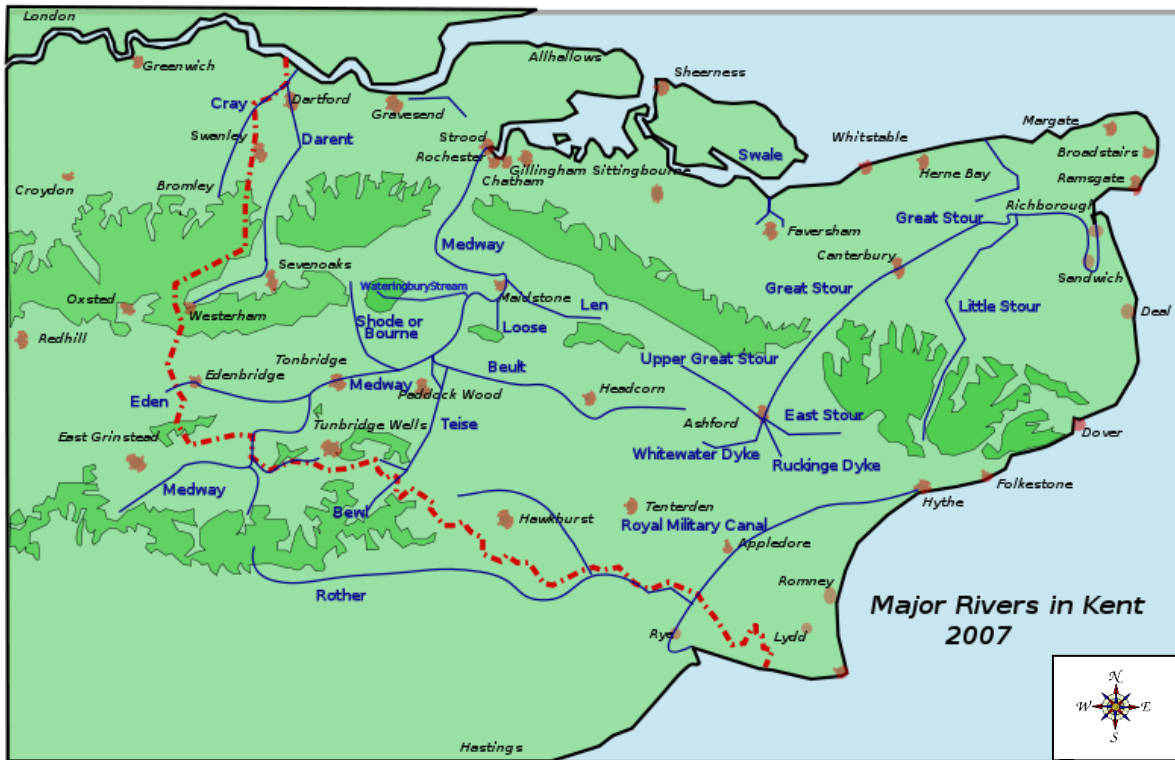 London
Greenwich
Allhallows
Sheerness
Cray
Dartford
Gravesend
Margate
Swanley
Darent
Strood
Whitstable
Broadstairs
Rochester
Gillingham
Sittingbourne
Swale
Chatham
Herne Bay
Ramsgate
Croydon
Bromley
Richborough
Great Stour
Faversham
Medway
Canterbury
Sevenoaks
Sandwich
WateringburyStream
Maidstone
Great Stour
Oxsted
Westerham
Len
Little Stour
Deal
Shode or
Bourne
Loose
Redhill
Tonbridge
Upper Great Stour
Edenbridge
Medway
Beult
Paddock Wood
Headcorn
Eden
Teise
Ashford
East Stour
East Grinstead
Tunbridge Wells
Dover
Whitewater Dyke
Ruckinge Dyke
Medway
Folkestone
Hythe
Bewl
Hawkhurst
Tenterden
Royal Military Canal
Appledore
Rother
Romney
Major Rivers in Kent
2007
Rye
Lydd
Hastings
N
W
E
S